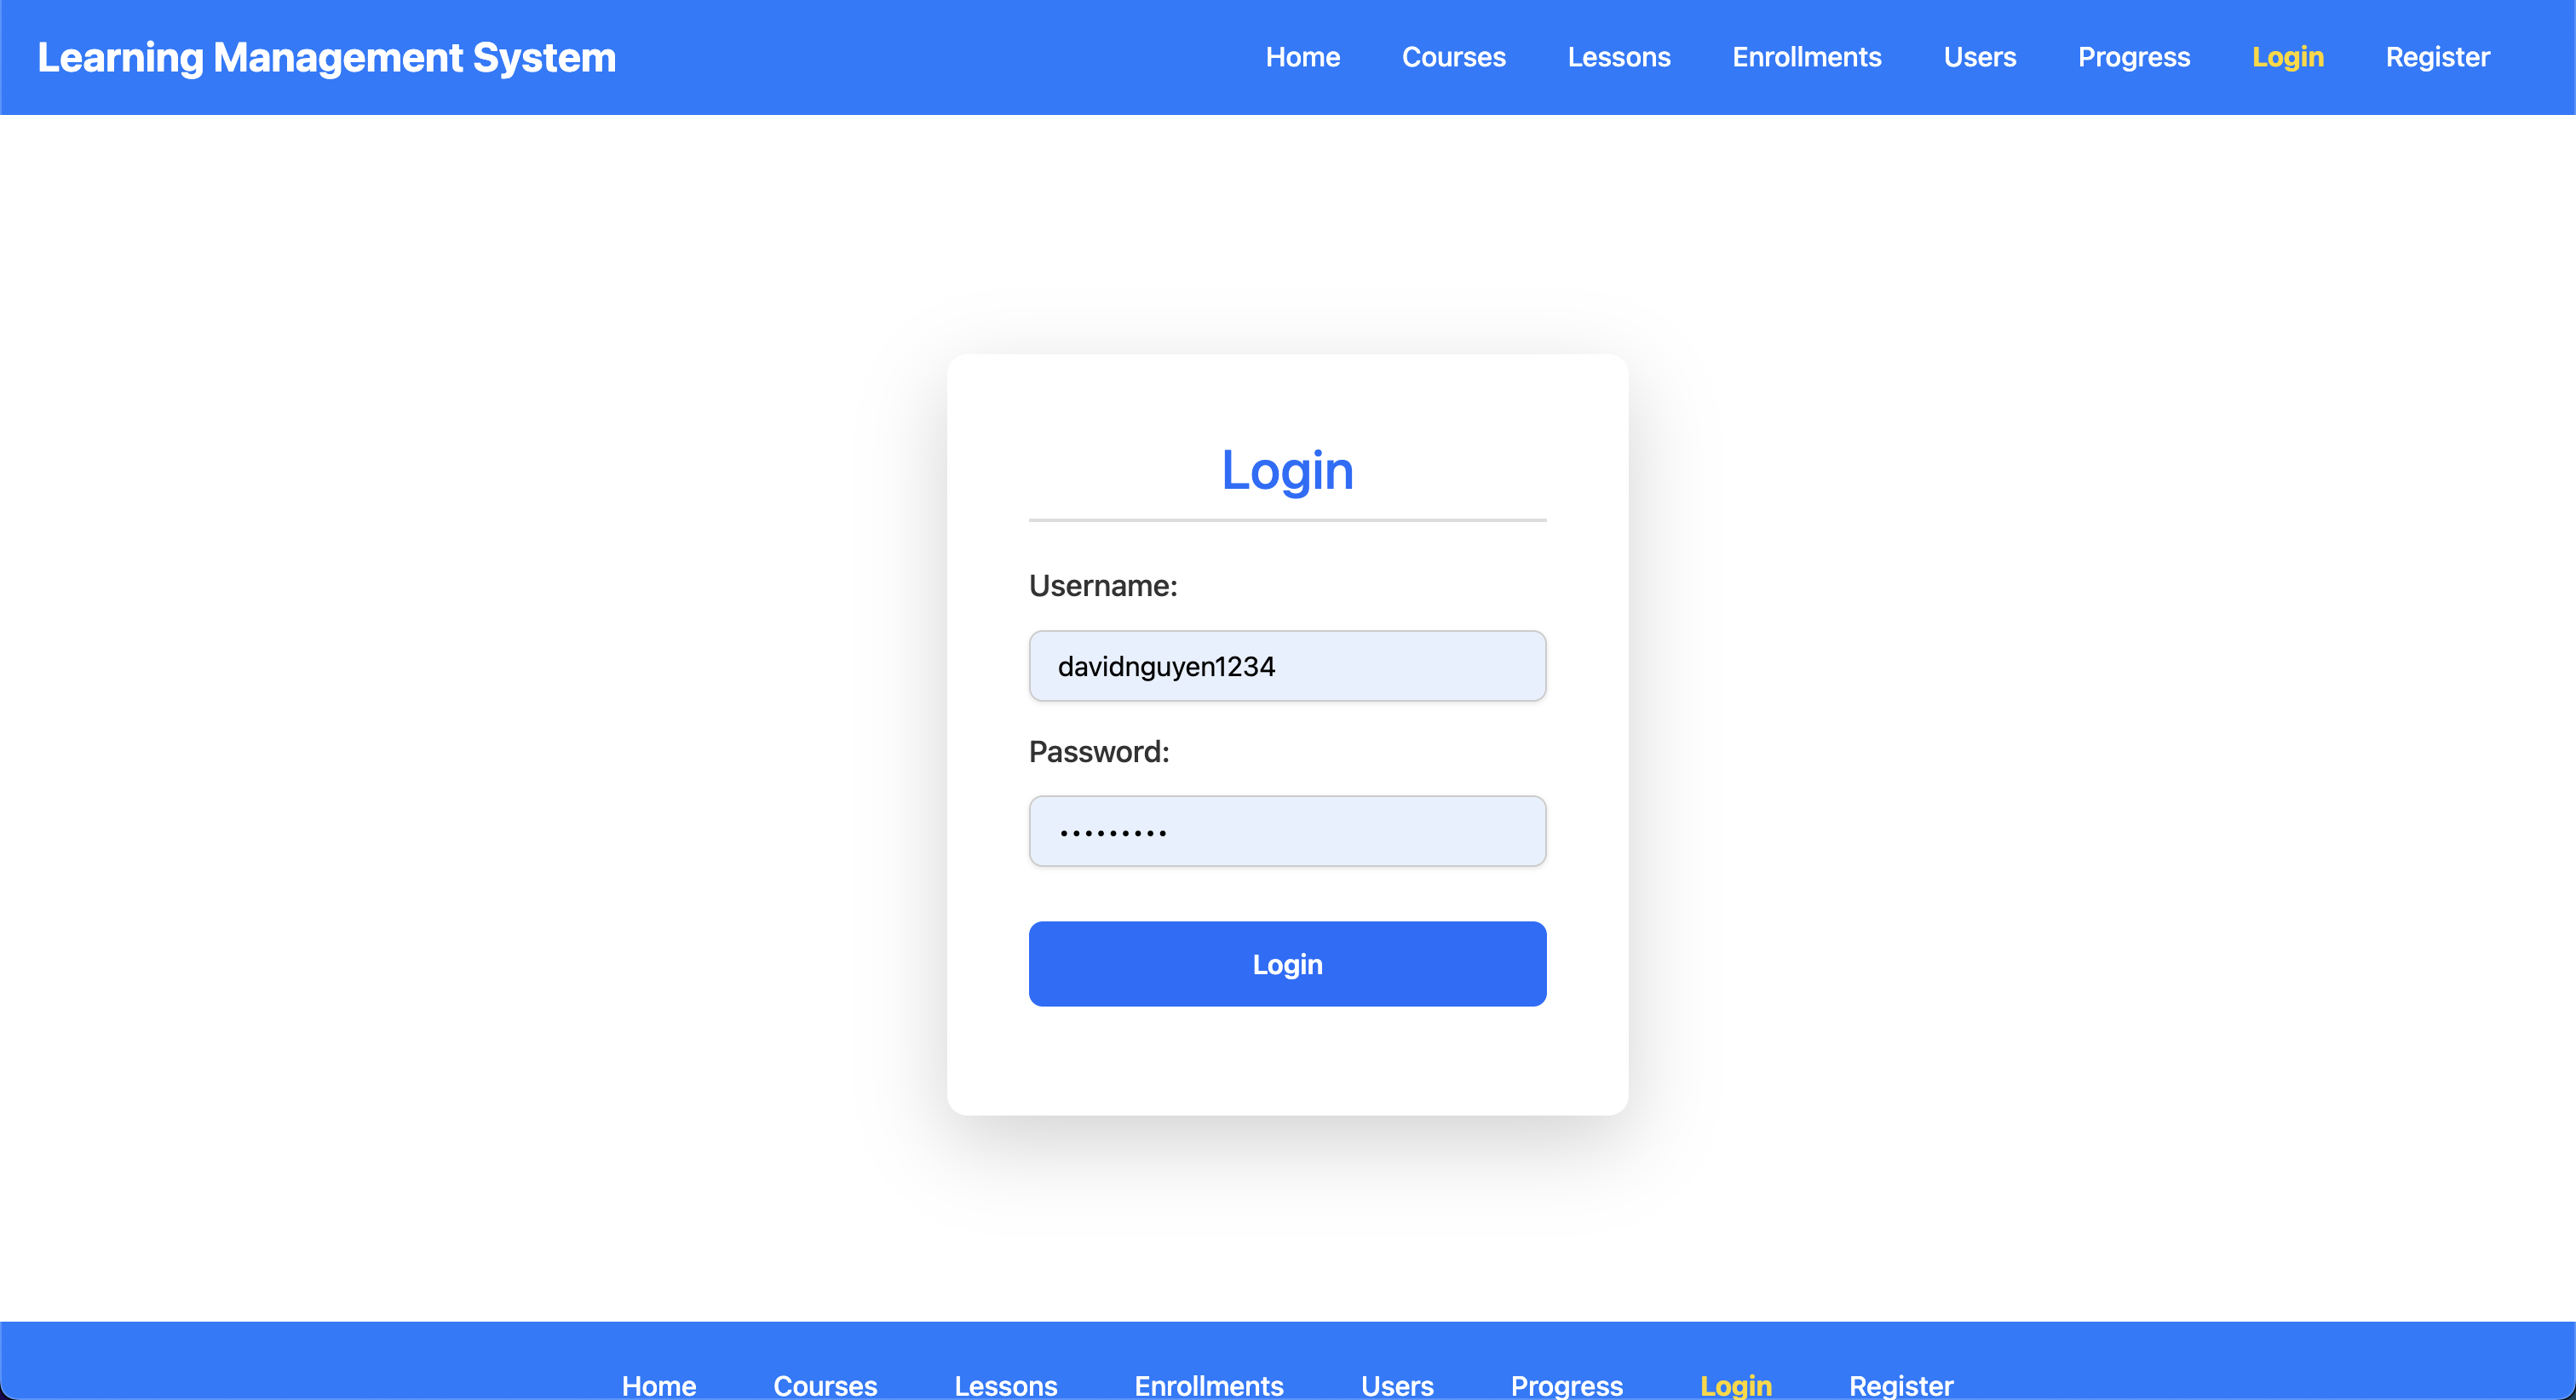 Learning Management System
Home Courses Lessons Enrollments Users Progress Login Register
Login
Username:
davidnguyen1234
Password:
•••••••••
Login
Home Courses Lessons Enrollments Users Progress Login Register